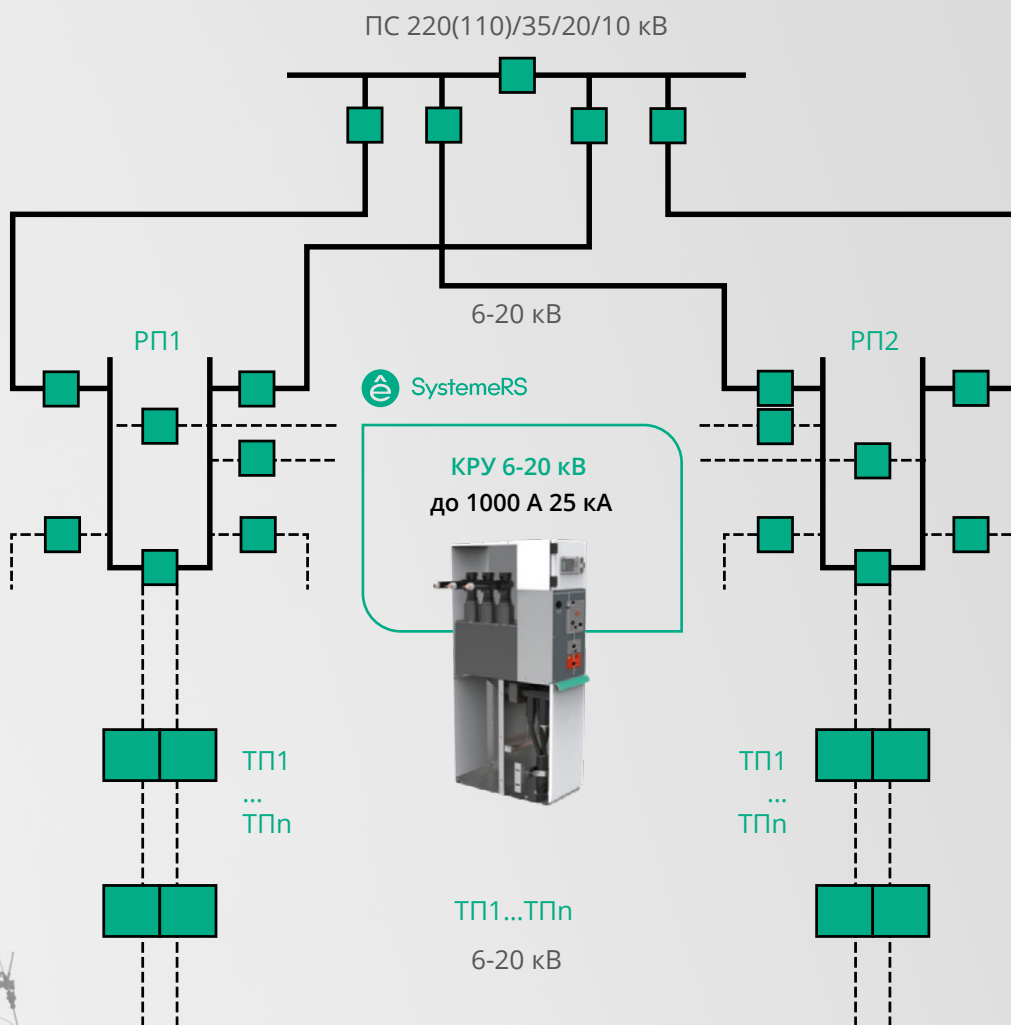 ПС 220(110)/35/20/10 кВ
6-20 кВ
РП1
РП2
ê SystemeRS
КРУ 6-20 кВ
до 1000 А 25 кА
ТП1
...
ТПn
ТП1
...
ТПn
ТП1...ТПn
6-20 кВ